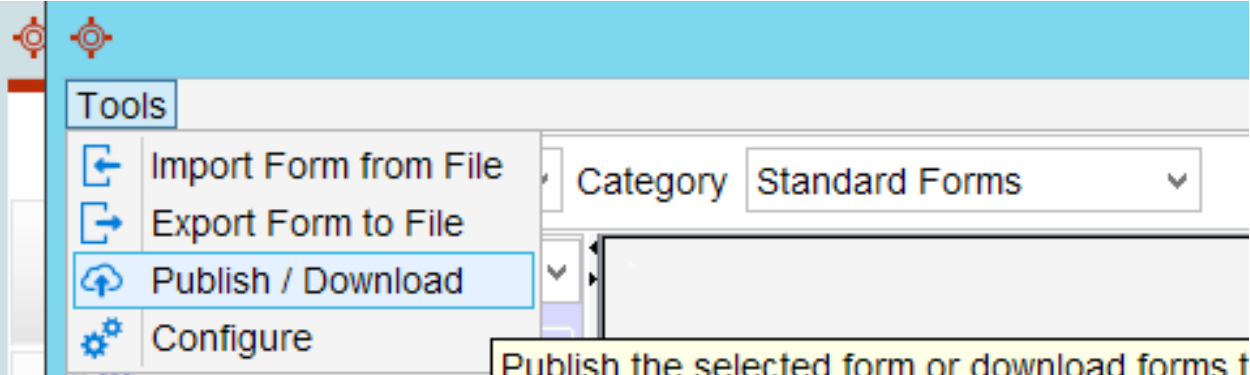 Tools
Import Form from File
Category Standard Forms
Export Form to File
Publish / Download
Configure
Publish the selected form or download forms